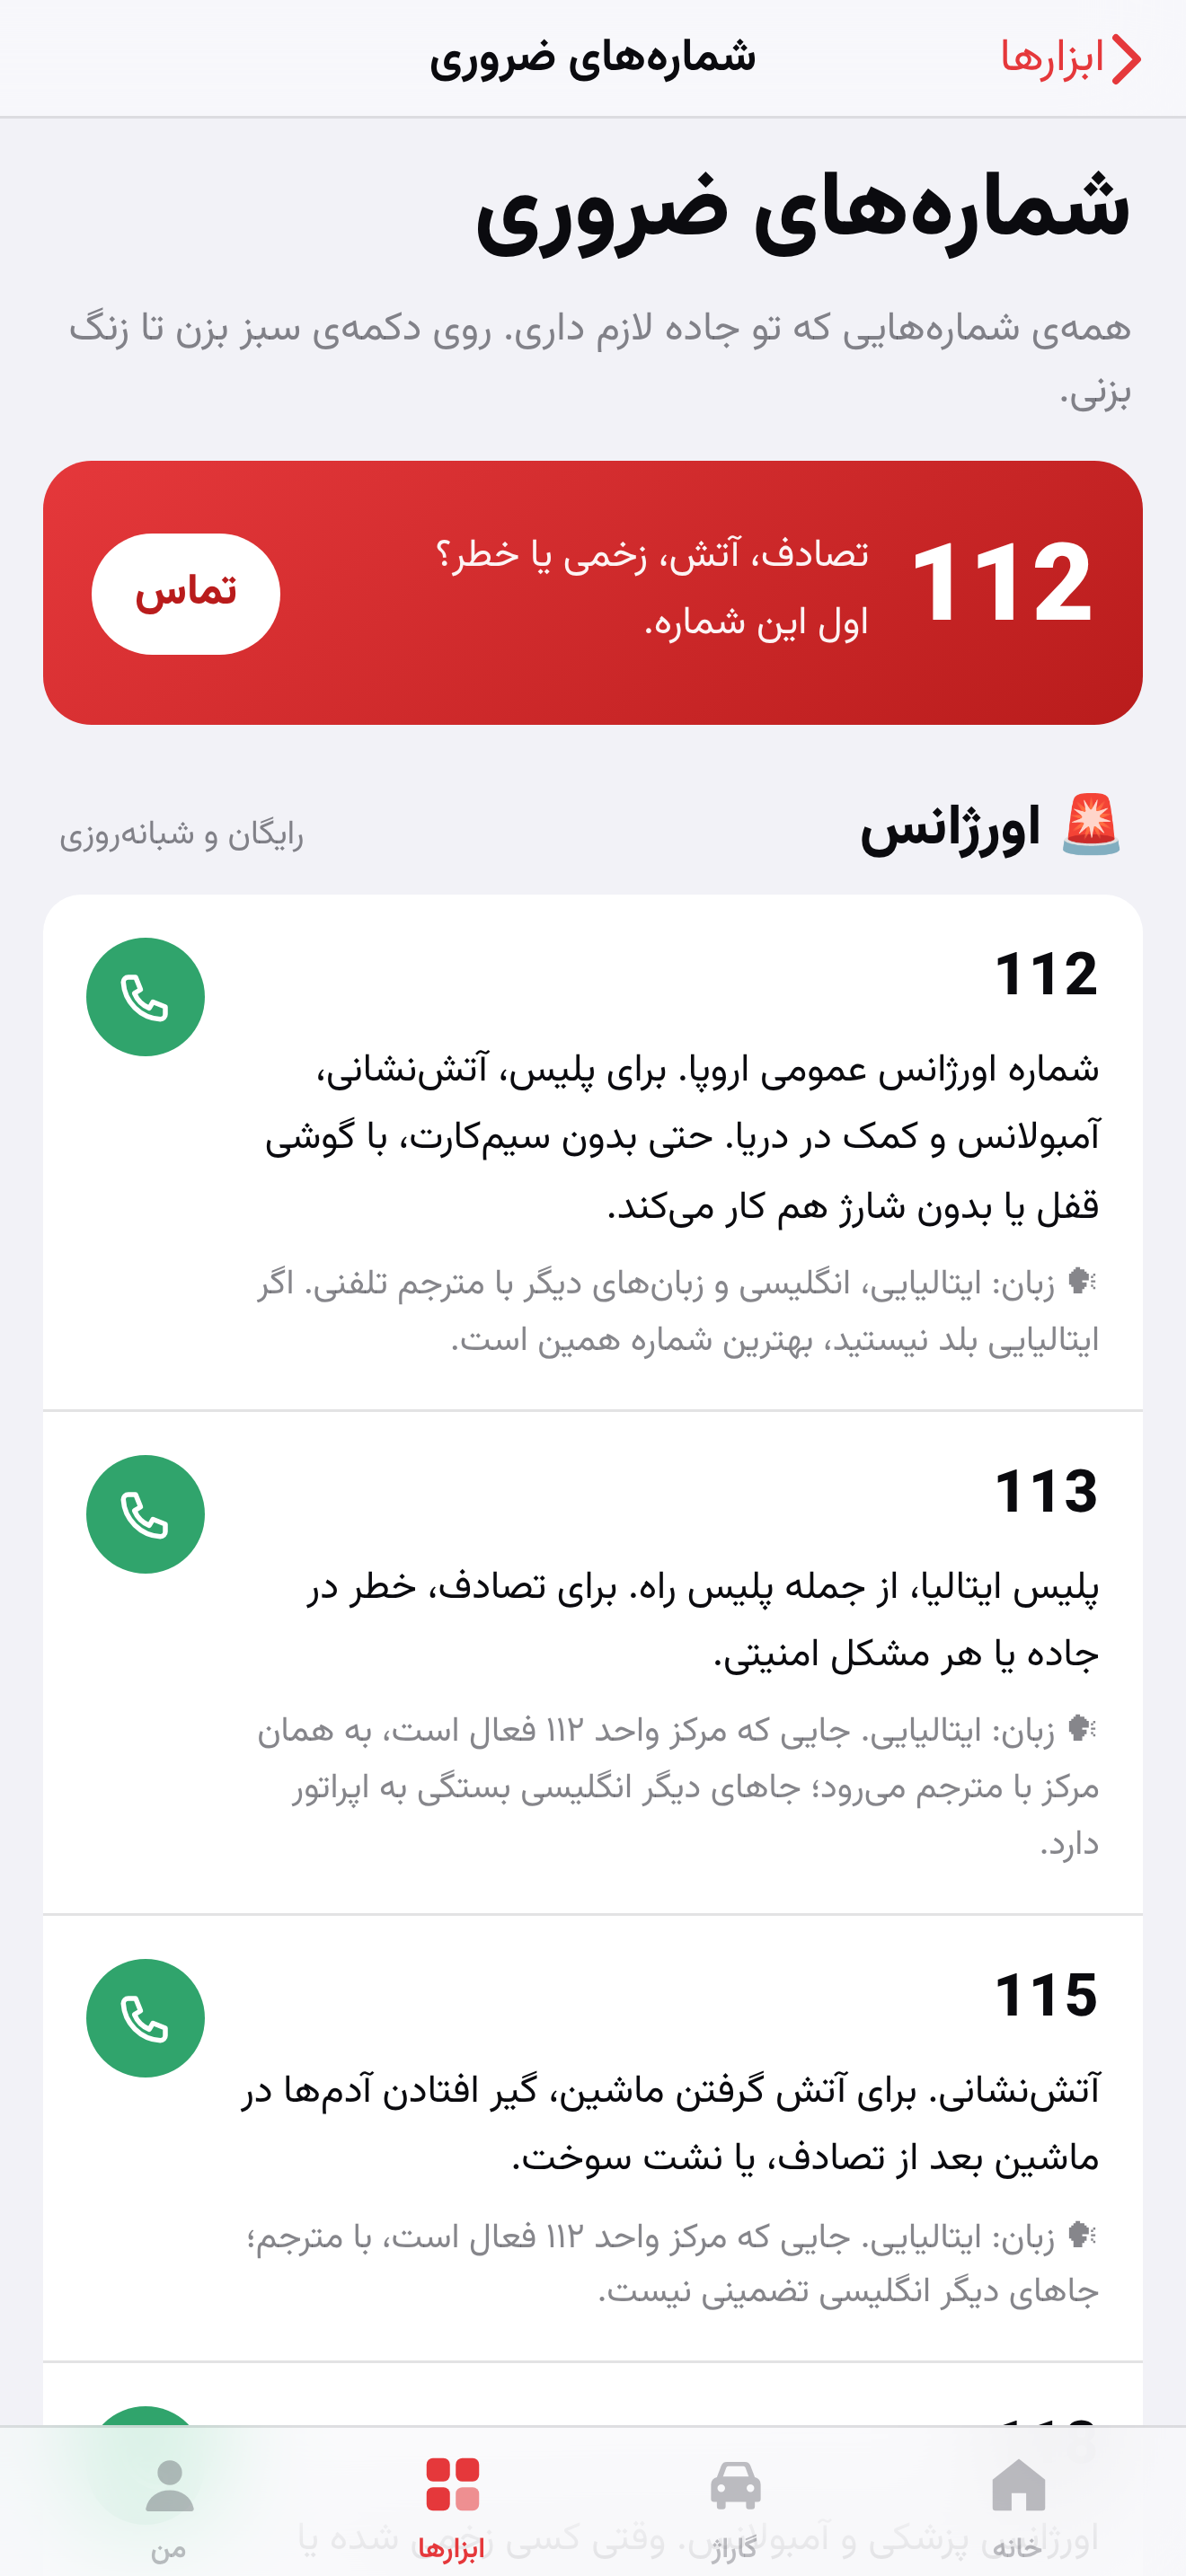 ابزارها
شماره‌های ضروری
شماره‌های ضروری
همه‌ی شماره‌هایی که تو جاده لازم داری. روی دکمه‌ی سبز بزن تا زنگ
بزنی.
112
تصادف، آتش، زخمی یا خطر؟
اول این شماره.
تماس
🚨 اورژانس
رایگان و شبانه‌روزی
112
شماره اورژانس عمومی اروپا. برای پلیس، آتش‌نشانی،
آمبولانس و کمک در دریا. حتی بدون سیم‌کارت، با گوشی
قفل یا بدون شارژ هم کار می‌کند.
🗣 زبان: ایتالیایی، انگلیسی و زبان‌های دیگر با مترجم تلفنی. اگر
ایتالیایی بلد نیستید، بهترین شماره همین است.
113
پلیس ایتالیا، از جمله پلیس راه. برای تصادف، خطر در
جاده یا هر مشکل امنیتی.
🗣 زبان: ایتالیایی. جایی که مرکز واحد ۱۱۲ فعال است، به همان
مرکز با مترجم می‌رود؛ جاهای دیگر انگلیسی بستگی به اپراتور
دارد.
115
آتش‌نشانی. برای آتش گرفتن ماشین، گیر افتادن آدم‌ها در
ماشین بعد از تصادف، یا نشت سوخت.
🗣 زبان: ایتالیایی. جایی که مرکز واحد ۱۱۲ فعال است، با مترجم؛
جاهای دیگر انگلیسی تضمینی نیست.
اورژانس پزشکی و آمبولانس. وقتی کسی زخمی شده یا
خانه
گاراژ
ابزارها
من